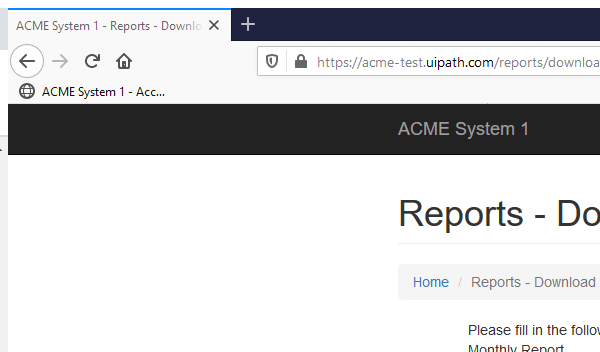 ACME System 1 - Reports - Downlo
https://acme-test.uipath.com/reports/downloa
ACME System 1 - Acc...
ACME System 1
Reports - Do
Home / Reports - Download
Please fill in the follow
Monthly Report